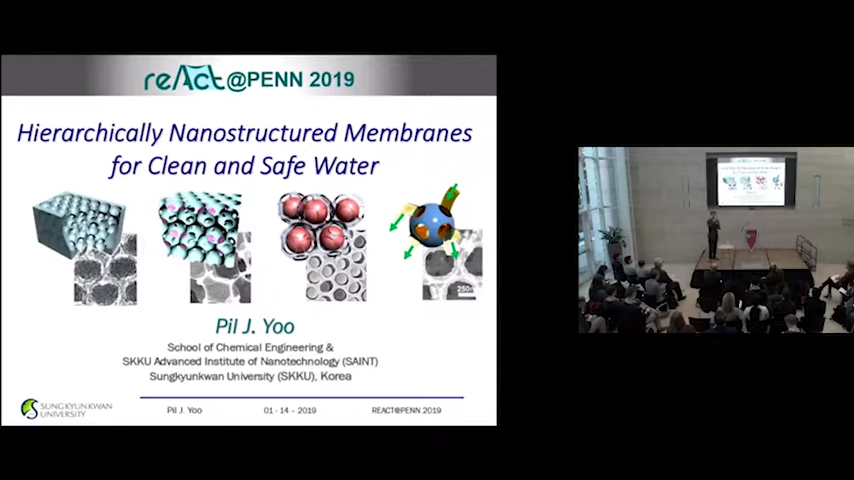 reAct@PENN 2019
Hierarchically Nanostructured Membranes
for Clean and Safe Water
250n
Pil J. Yoo
School of Chemical Engineering &
SKKU Advanced Institute of Nanotechnology (SAINT)
Sungkyunkwan University (SKKU), Korea
SUNGKYUNKWAN
UNIVERSITY
Pil J. Yoo
01 - 14 – 2019
REACT@PENN 2019